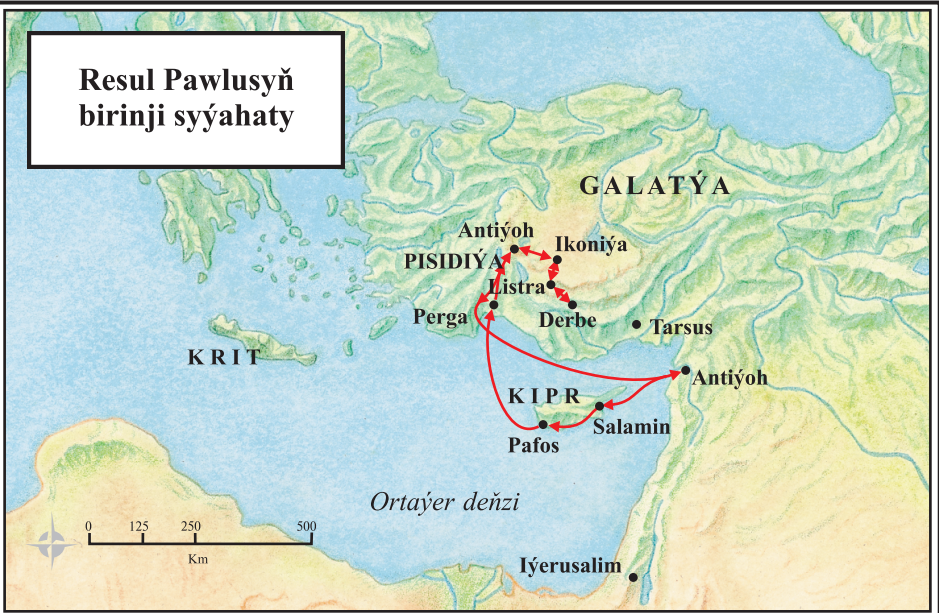 Resul Pawlusyň
birinji syýahaty
GALATÝA
Antiýoh
Ikoniýa
PISIDIÝA
Listra
Perga
Derbe
Tarsus
KRIT
Antiýoh
KIPR
Salamin
Pafos
Ortaýer deňzi
0 125 250 500
Km
Iýerusalim